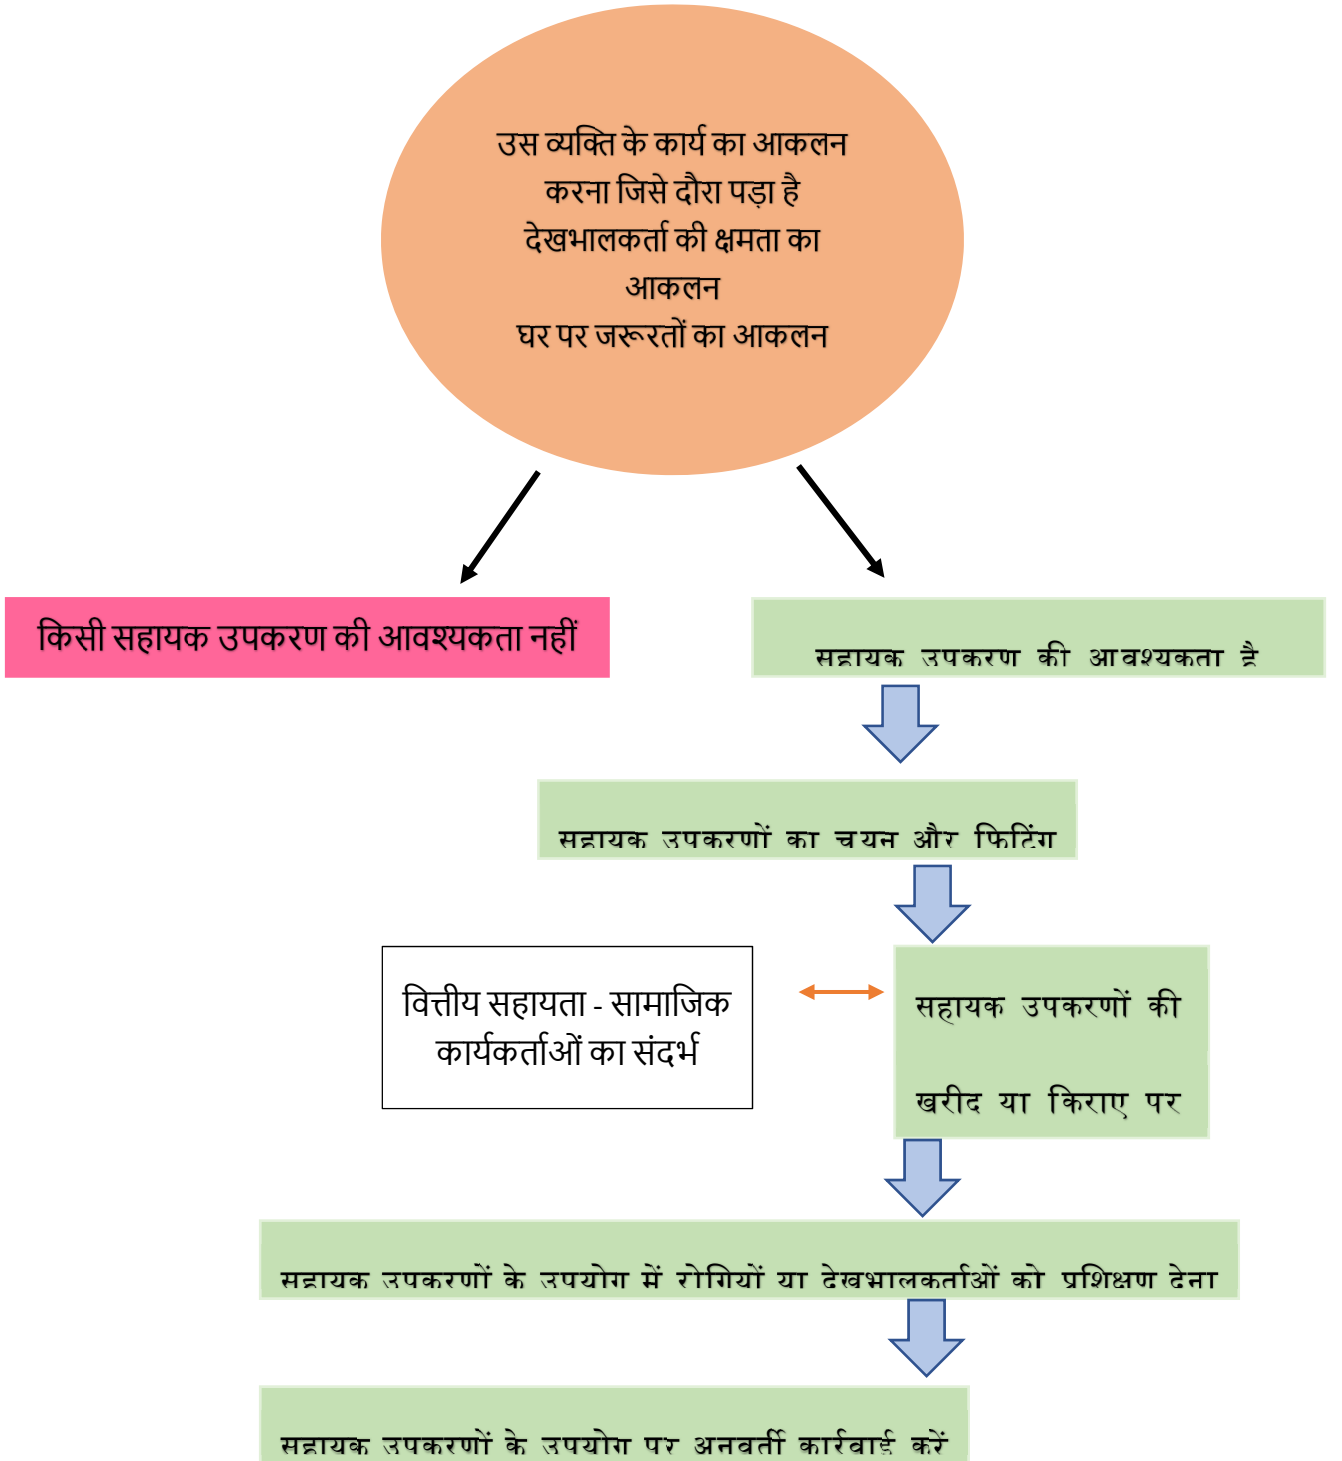 उस व्यक्ति के कार्य का आकलन
करना जिसे दौरा पड़ा है
देखभालकर्ता की क्षमता का
आकलन
घर पर जरूरतों का आकलन
किसी सहायक उपकरण की आवश्यकता नहीं
सहायक उपकरण की आवश्यकता है
सहायक उपकरणों का चयन और फिटिंग
वित्तीय सहायता - सामाजिक
कार्यकर्ताओं का संदर्भ
सहायक उपकरणों की
खरीद या किराए पर
सहायक उपकरणों के उपयोग में रोगियों या देखभालकर्ताओं को प्रशिक्षण देना
सहायक उपकरणों के उपयोग पर अनुवर्ती कार्रवाई करें